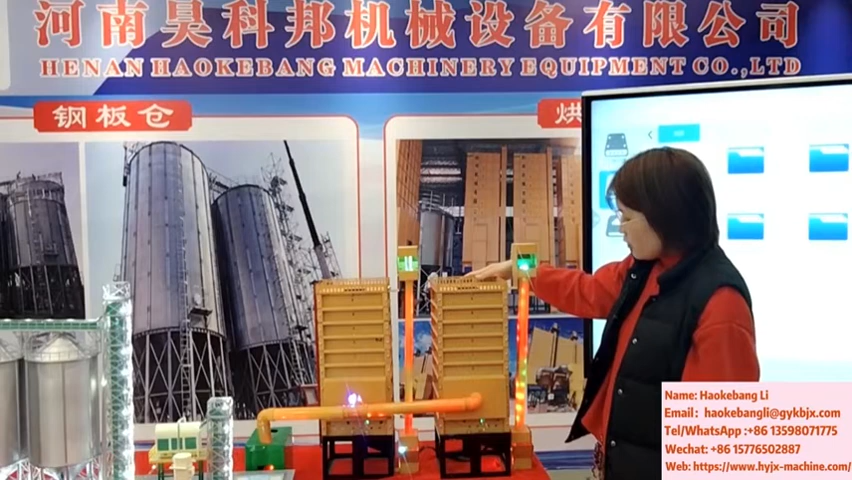 河南昊科邦机械设备有限公司
HENAN HAOKEBANG MACHINERY EQUIPMENT CO.,LTD
钢板仓
烘
Name: Haokebang Li
Email: haokebangli@gykbjx.com
Tel/WhatsApp :+86 13598071775
Wechat: +86 15776502887
Web: https://www.hyjx-machine.com/